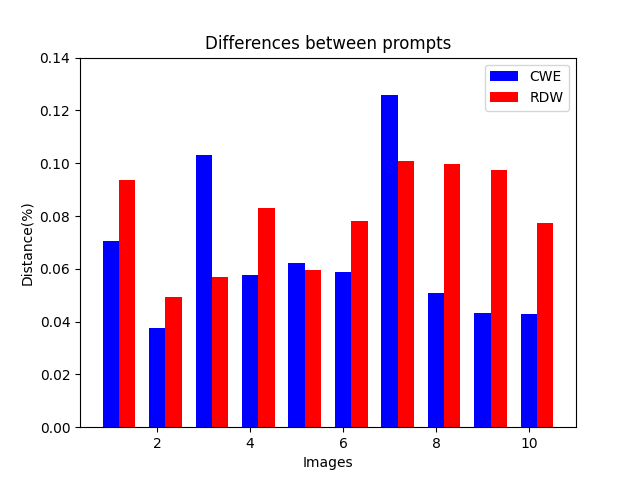 Differences between prompts
0.14
0.12
0.10
0.08
0.06
0.04
0.02
0.00
Distance(%)
CWE
RDW
2 4 6 8 10
Images